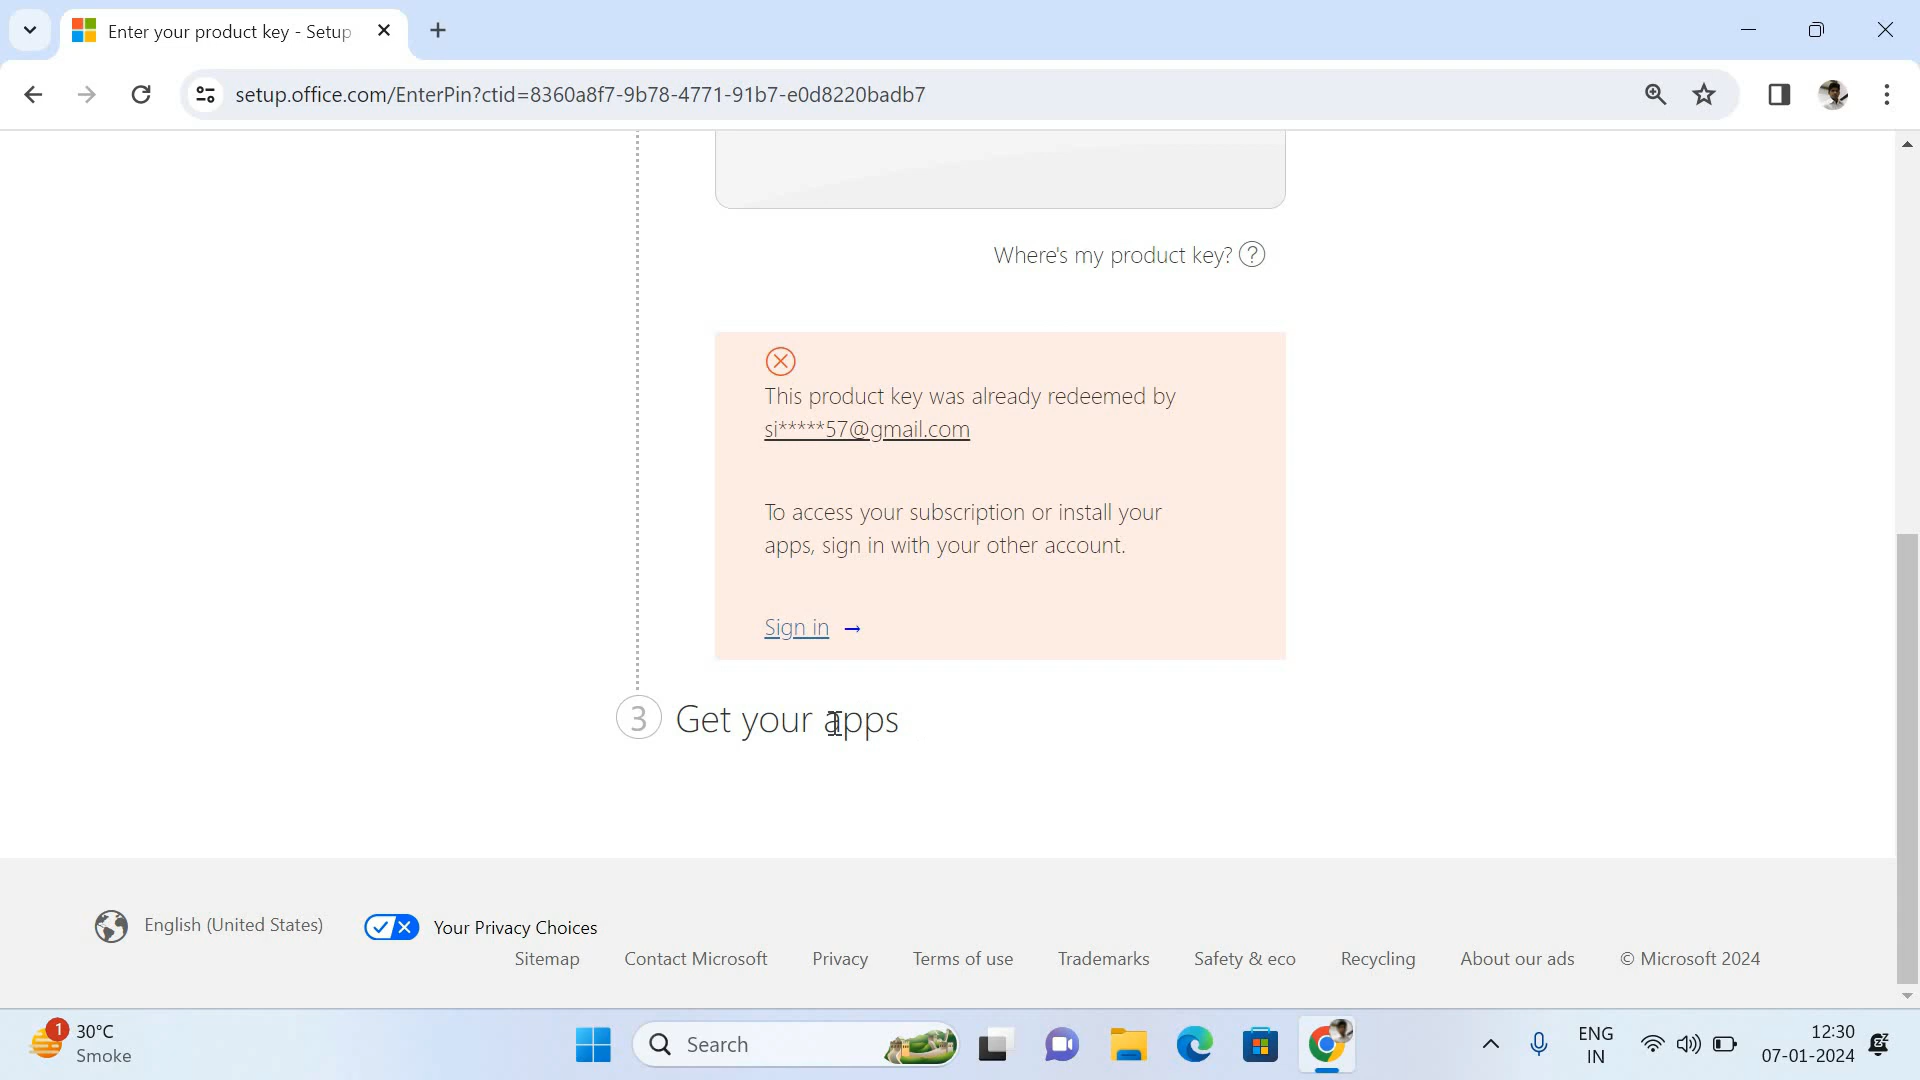 Enter your product key - Setup
setup.office.com/EnterPin?ctid=8360a8f7-9b78-4771-91b7-e0d8220badb7
Where's my product key? ?
This product key was already redeemed by
si*****57@gmail.com
To access your subscription or install your
apps, sign in with your other account.
Sign in →
3 Get your apps
English (United States)
Your Privacy Choices
Sitemap
Contact Microsoft
Privacy
Terms of use
Trademarks
Safety & eco
Recycling
About our ads
© Microsoft 2024
1
30°C
Smoke
Search
ENG
IN
12:30
07-01-2024